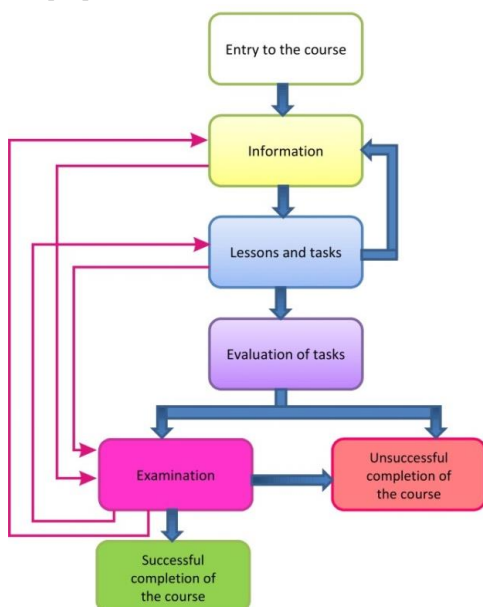 Entry to the course
Information
Lessons and tasks
Evaluation of tasks
Examination
Unsuccessful
completion of
the course
Successful
completion of
the course